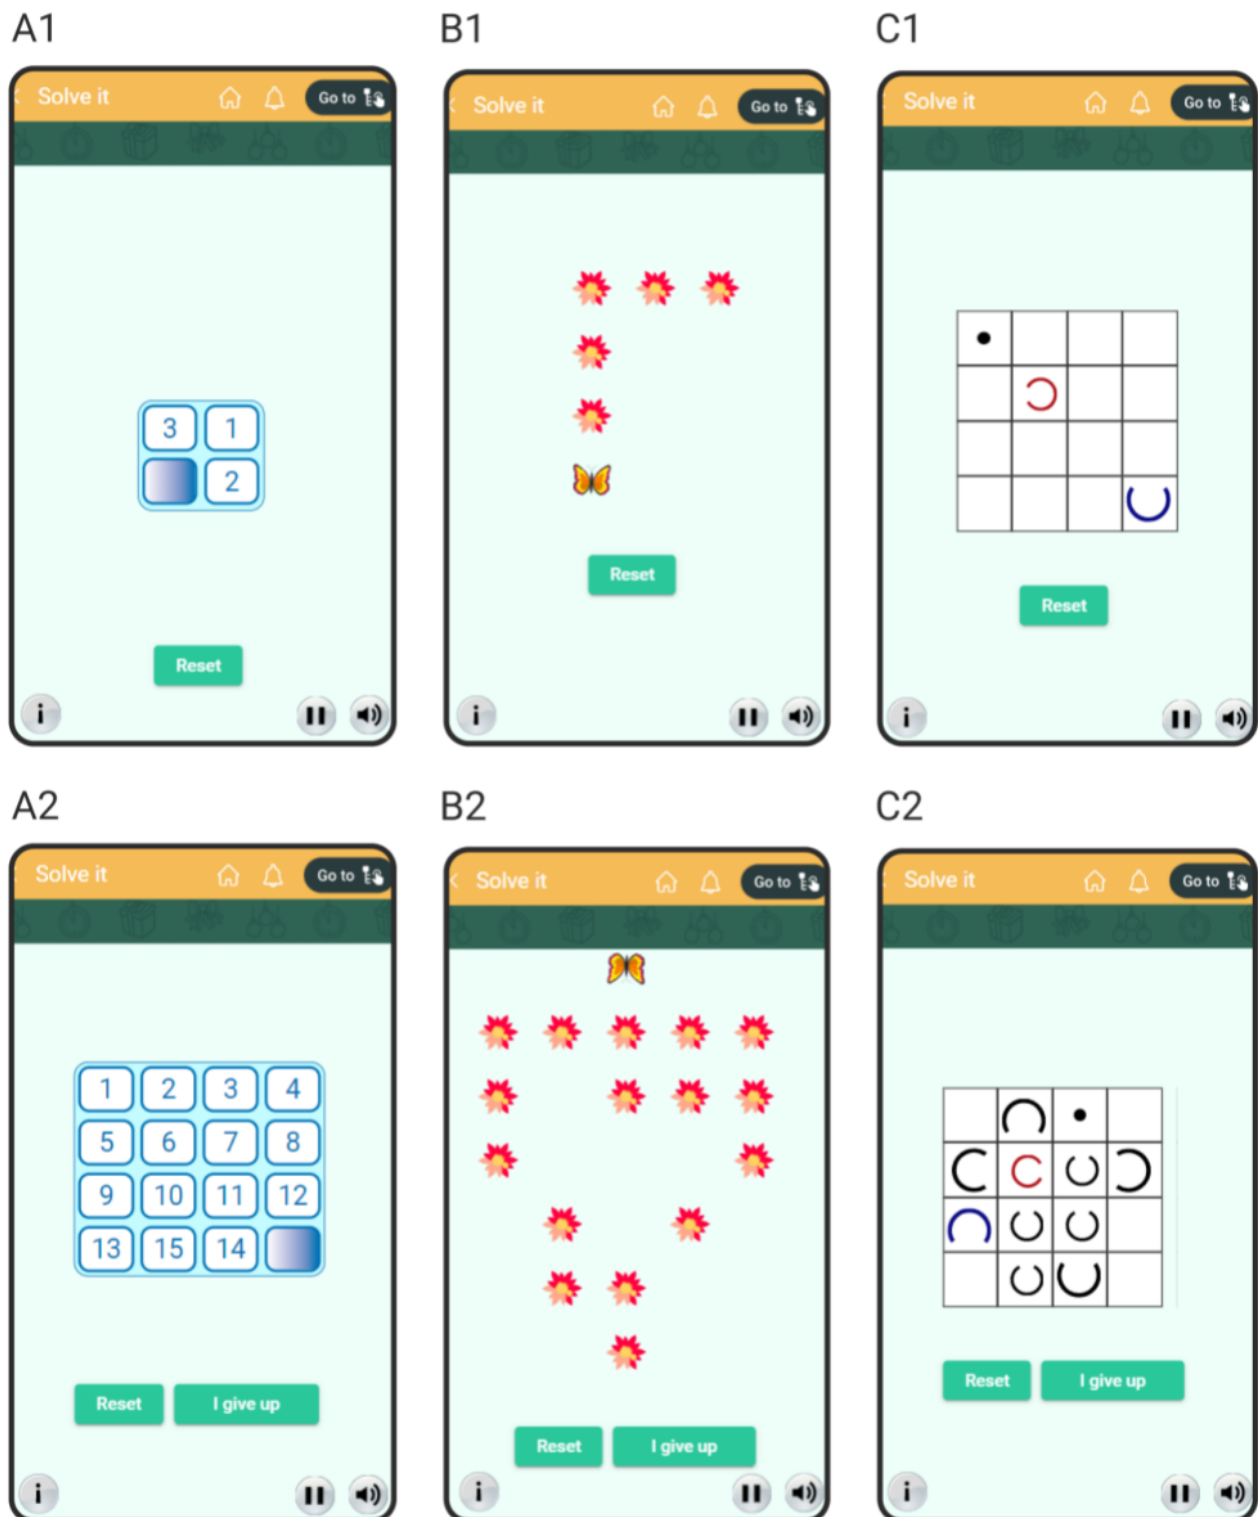 A1
B1
C1
Solve it
Go to
Solve it
Go to
Solve it
Go to
3 1
2
Reset
Reset
Reset
i
i
i
A2
B2
C2
Solve it
Go to
Solve it
Go to
Solve it
Go to
1 2 3 4
5 6 7 8
9 10 11 12
13 15 14
Reset
I give up
Reset
I give up
Reset
I give up
i
i
i